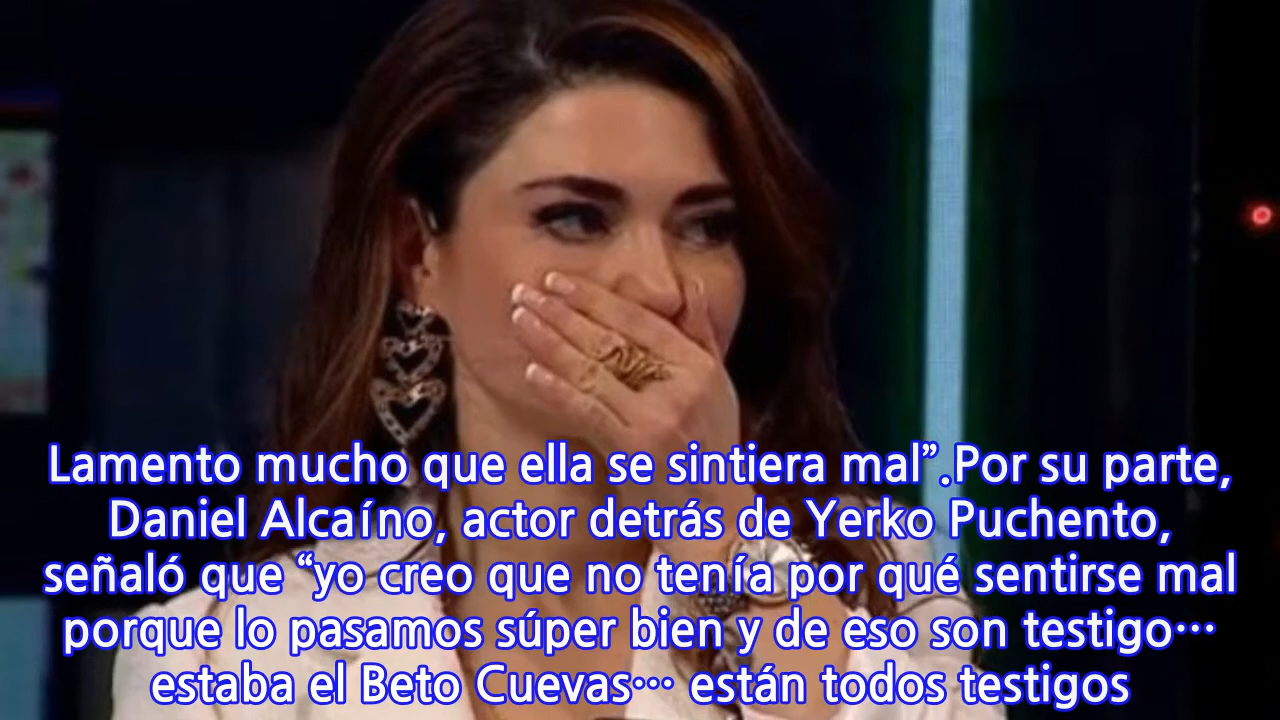 Lamento mucho que ella se sintiera mal”.Por su parte,
Daniel Alcaíno, actor detrás de Yerko Puchento,
señaló que “yo creo que no tenía por qué sentirse mal
porque lo pasamos súper bien y de eso son testigo…
estaba el Beto Cuevas… están todos testigos